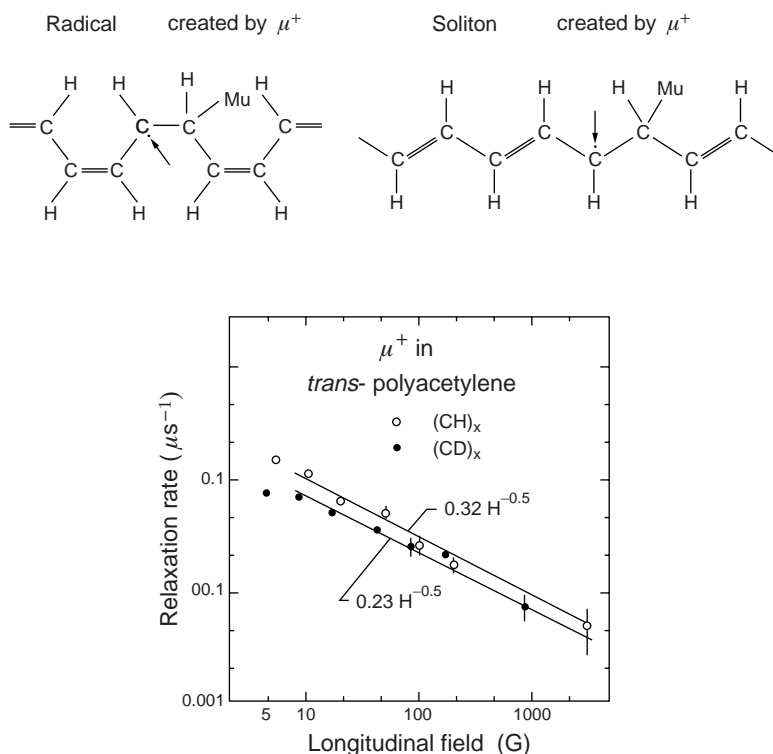 Radical created by μ⁺
Soliton created by μ⁺
H H H Mu H
C C C C
C C C C
H H H H
H H H Mu H
C C C C
C C C C
H H H H
μ⁺ in
trans- polyacetylene
(CH)x
(CD)x
0.32 H⁻⁰·⁵
0.23 H⁻⁰·⁵
Relaxation rate ( μs⁻¹)
0.1
00.1
0.001
5 10 100 1000
Longitudinal field (G)